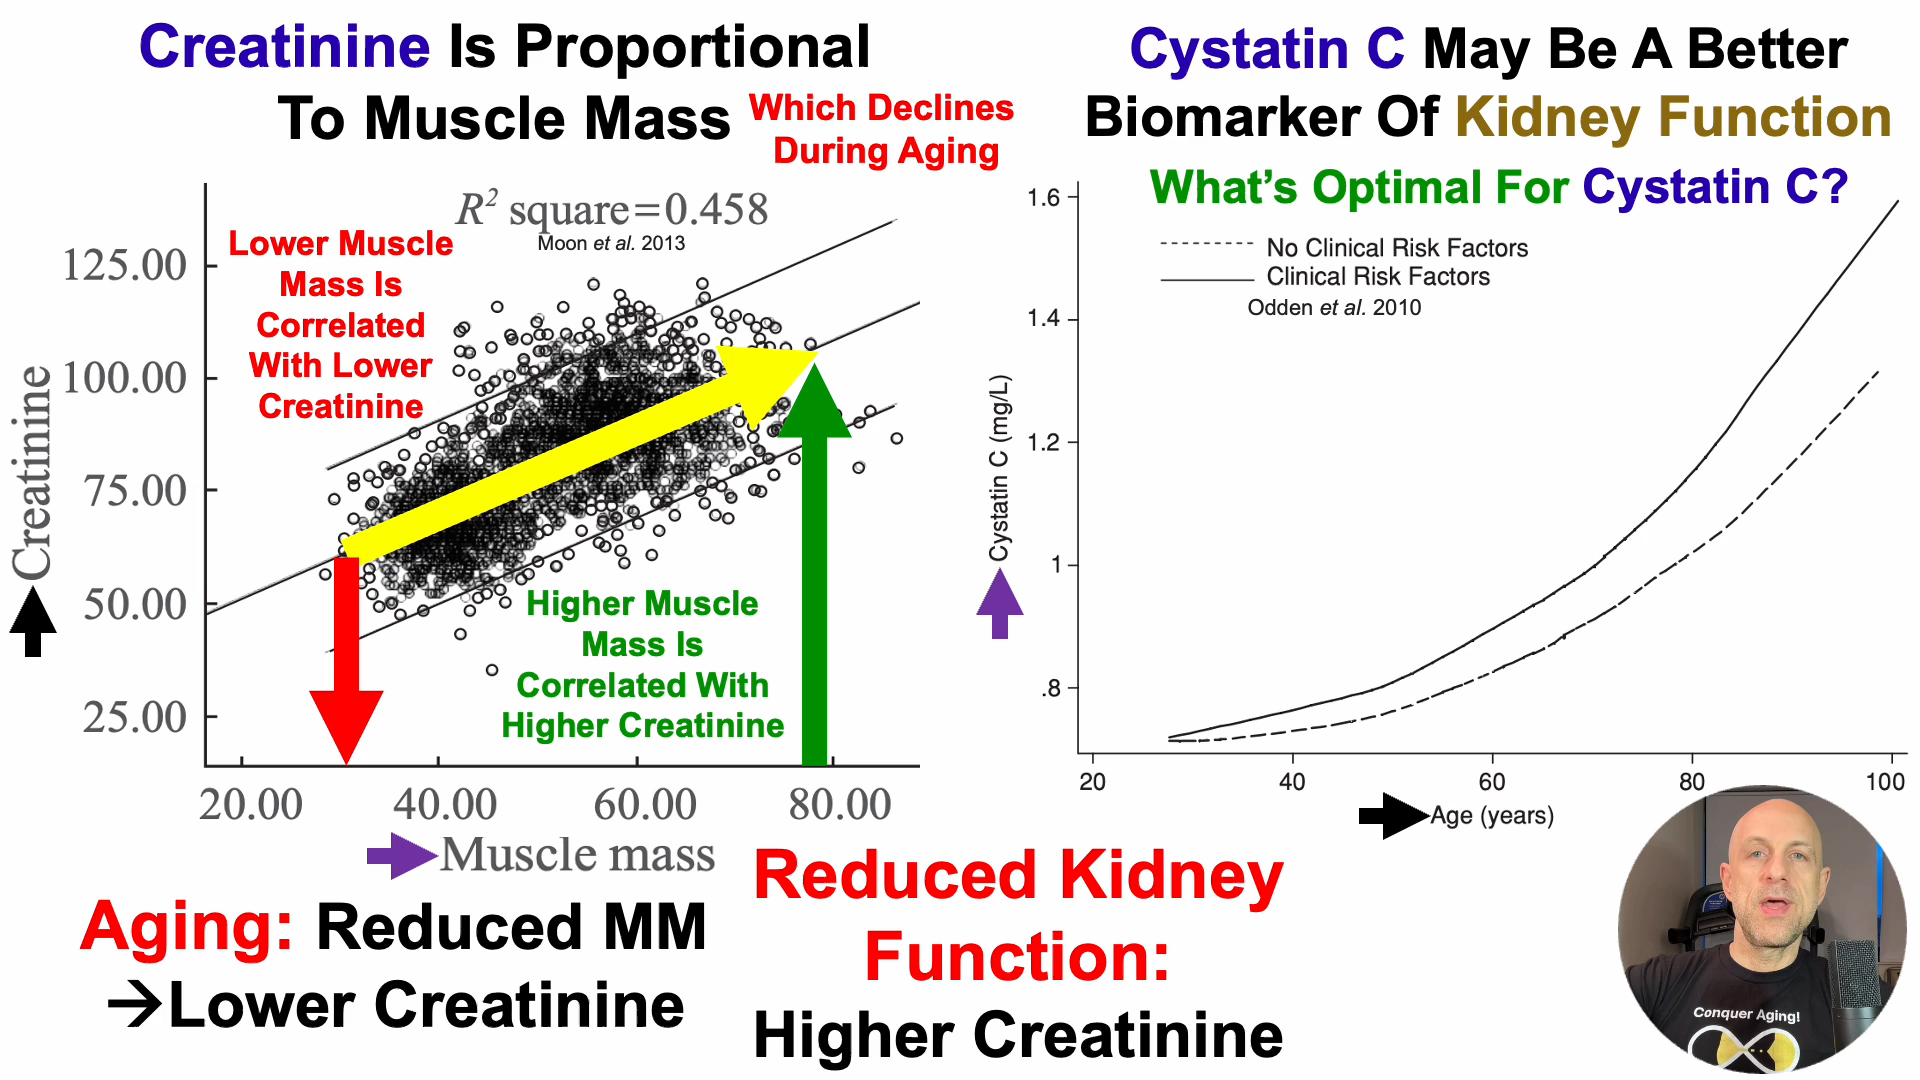 Creatinine Is Proportional
To Muscle Mass
Which Declines
During Aging
R² square=0.458
Moon et al. 2013
Lower Muscle
Mass Is
Correlated
With Lower
Creatinine
125.00
100.00
75.00
50.00
25.00
Creatinine
Higher Muscle
Mass Is
Correlated With
Higher Creatinine
20.00 40.00 60.00 80.00
Muscle mass
Aging: Reduced MM
→Lower Creatinine
Reduced Kidney
Function:
Higher Creatinine
Cystatin C May Be A Better
Biomarker Of Kidney Function
What's Optimal For Cystatin C?
No Clinical Risk Factors
Clinical Risk Factors
Odden et al. 2010
1.6
1.4
1.2
1
.8
Cystatin C (mg/L)
20 40 60 80 100
Age (years)
Conquer Aging!